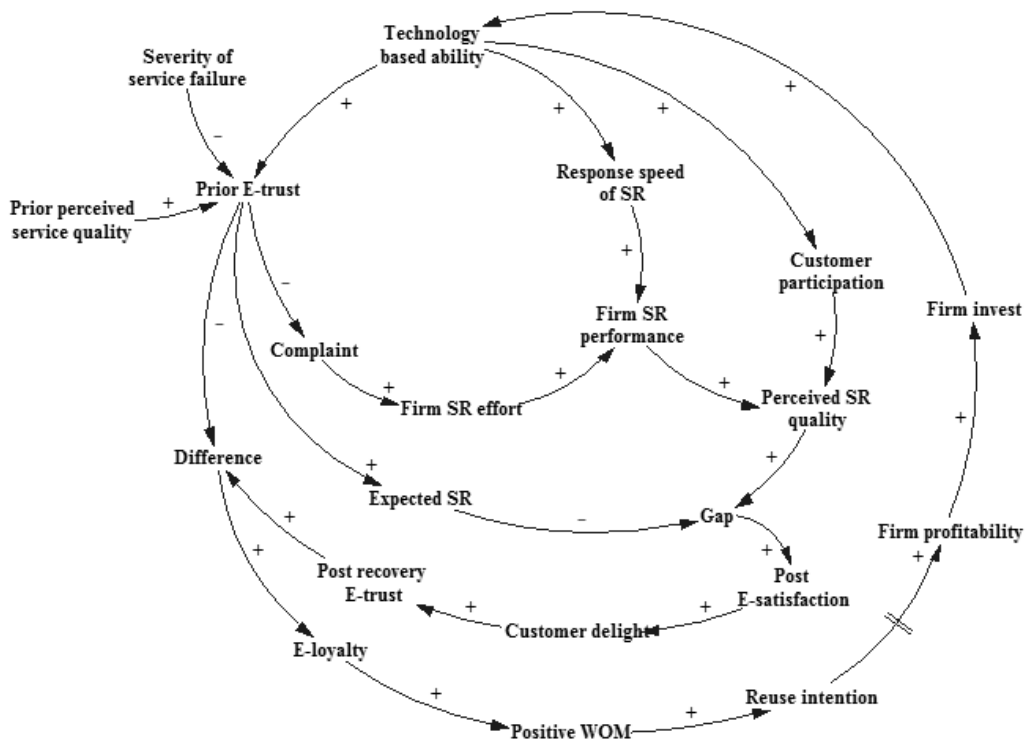 Technology
based ability
Severity of
service failure
+
+
+
+
−
Prior E-trust
Response speed
of SR
Prior perceived
service quality
+
+
Customer
participation
−
Firm SR
performance
Firm invest
−
Complaint
+
+
+
+
Perceived SR
quality
Firm SR effort
+
Difference
+
+
Expected SR
−
Gap
+
Firm profitability
+
+
+
Post recovery
E-trust
Post
E-satisfaction
+
+
Customer delight
E-loyalty
+
Reuse intention
+
Positive WOM